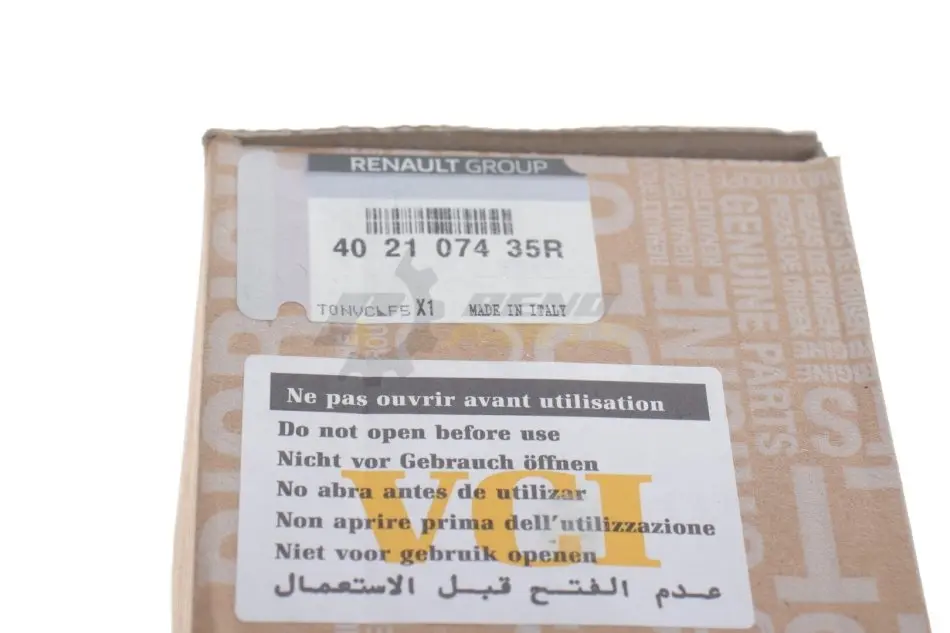 RENAULT GROUP
40 21 074 35R
X1 MADE IN ITALY
Ne pas ouvrir avant utilisation
Do not open before use
Nicht vor Gebrauch öffnen
No abra antes de utilizar
Non aprire prima dell'utilizzazione
Niet voor gebruik openen
عدم الفتح قبل الاستعمال
VCI
GENUINE PARTS